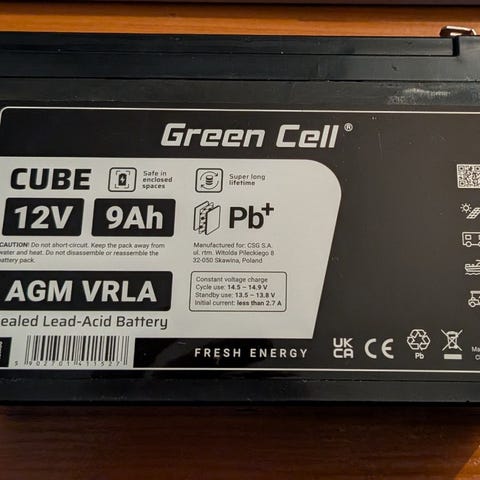 Green Cell®
CUBE
Safe in
enclosed
spaces
Super long
lifetime
12V
9Ah
Pb+
CAUTION! Do not short-circuit. Keep the pack away from
water and heat. Do not disassemble or reassemble the
battery pack.
Manufactured for: CSG S.A.
ul. rtm. Witolda Pileckiego 8
32-050 Skawina, Poland
AGM VRLA
Constant voltage charge
Cycle use: 14.5 – 14.9 V
Standby use: 13.5 – 13.8 V
Initial current: less than 2.7 A
ealed Lead-Acid Battery
5 902701 411527
FRESH ENERGY
UK
CA
CE
Pb
Ma